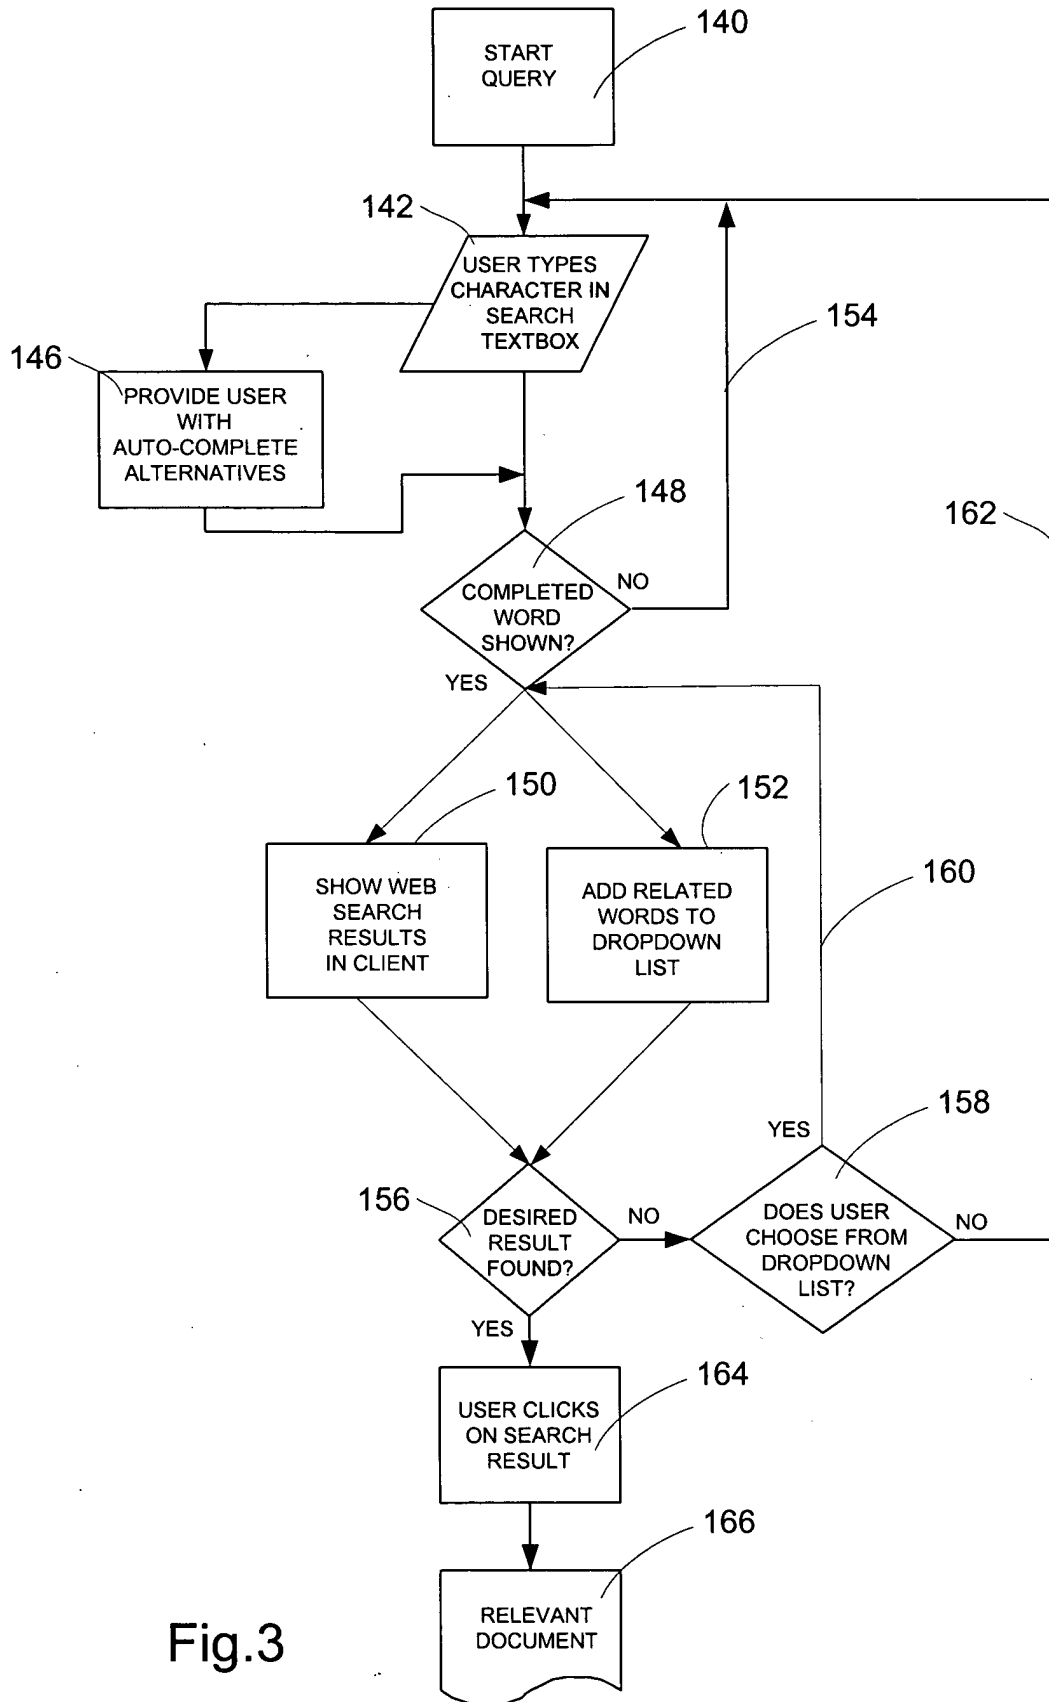 140
START
QUERY
142
USER TYPES
CHARACTER IN
SEARCH
TEXTBOX
154
146
PROVIDE USER
WITH
AUTO-COMPLETE
ALTERNATIVES
148
162
COMPLETED
WORD
SHOWN?
NO
YES
150
152
SHOW WEB
SEARCH
RESULTS
IN CLIENT
ADD RELATED
WORDS TO
DROPDOWN
LIST
160
158
YES
156
DESIRED
RESULT
FOUND?
NO
DOES USER
CHOOSE FROM
DROPDOWN
LIST?
NO
YES
164
USER CLICKS
ON SEARCH
RESULT
166
RELEVANT
DOCUMENT
Fig.3